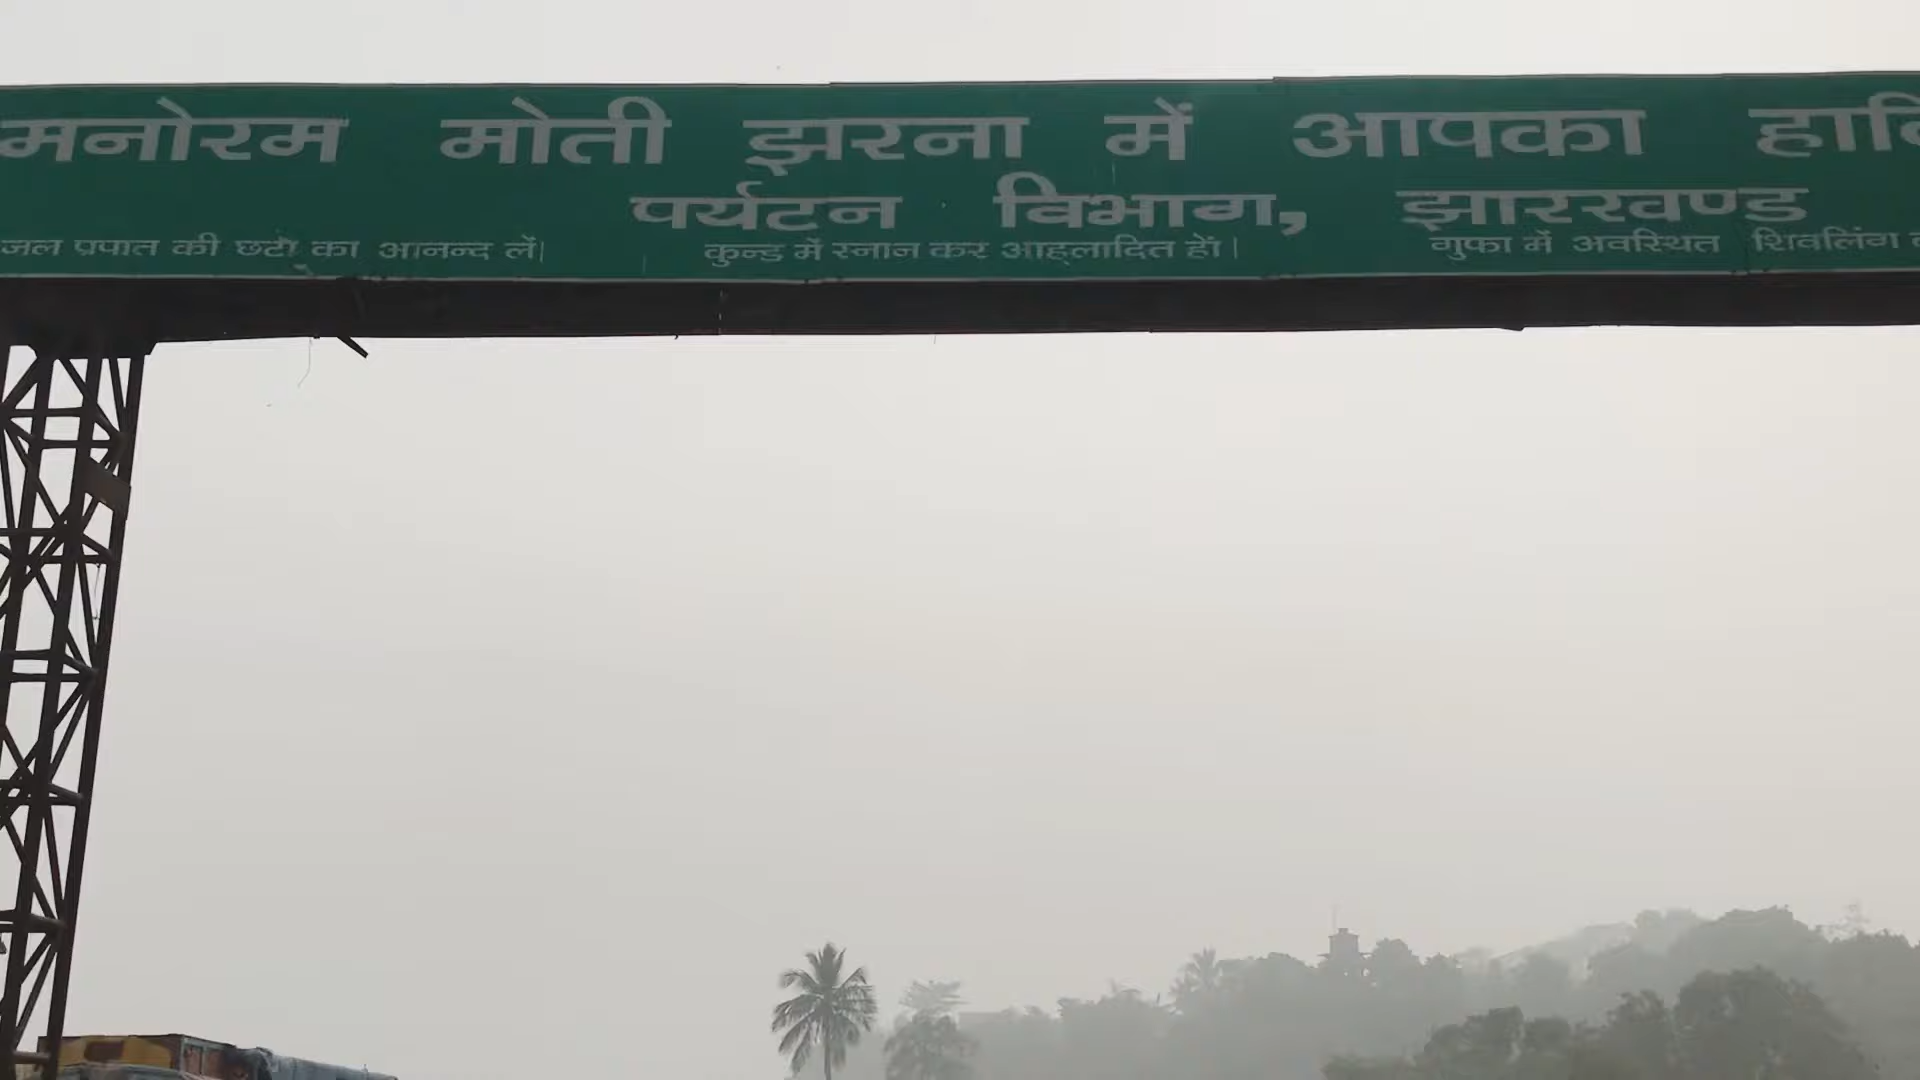 मनोरम मोती झरना में आपका
पर्यटन विभाग, झारखण्ड
जल प्रपात की छटा का आनन्द लें। कुन्ड में स्नान कर आह्लादित हों। गुफा में अवस्थित शिवलिंग